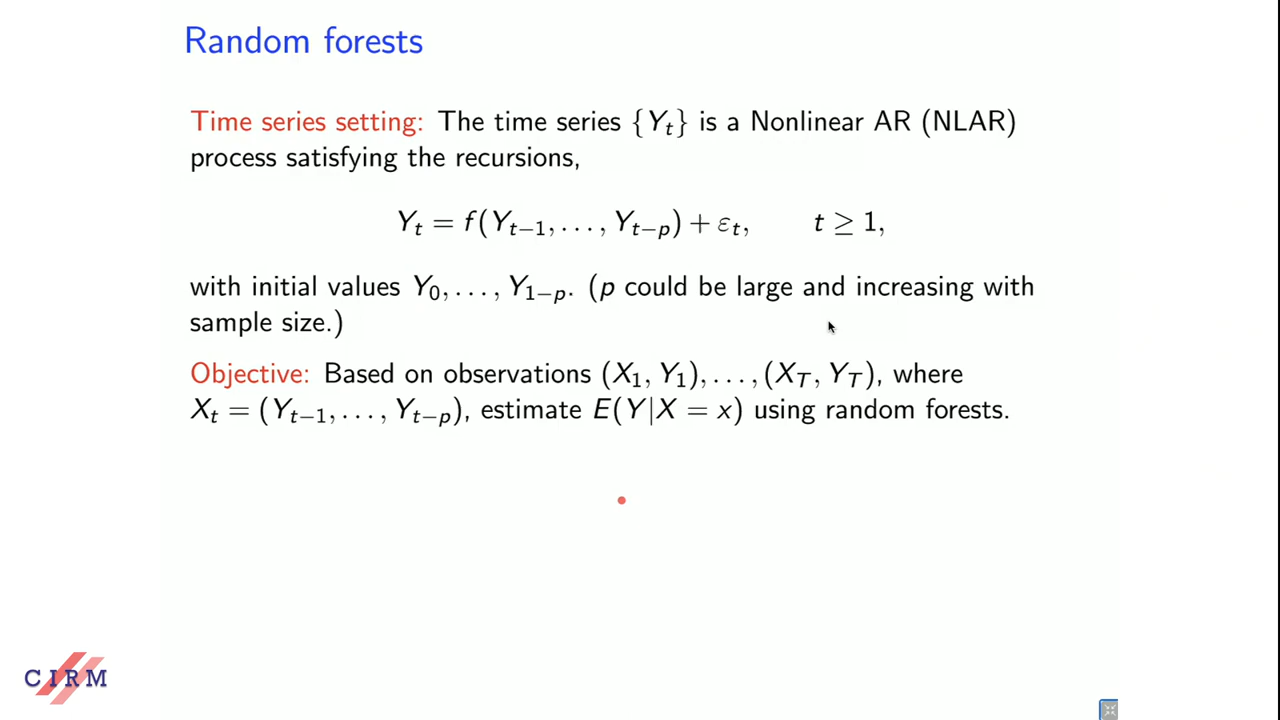 Random forests
Time series setting: The time series {Y_t} is a Nonlinear AR (NLAR)
process satisfying the recursions,
Y_t = f(Y_{t−1}, . . . , Y_{t−p}) + ε_t,  t ≥ 1,
with initial values Y_0, . . . , Y_{1−p}. (p could be large and increasing with
sample size.)
Objective: Based on observations (X_1, Y_1), . . . , (X_T, Y_T), where
X_t = (Y_{t−1}, . . . , Y_{t−p}), estimate E(Y|X = x) using random forests.
CIRM